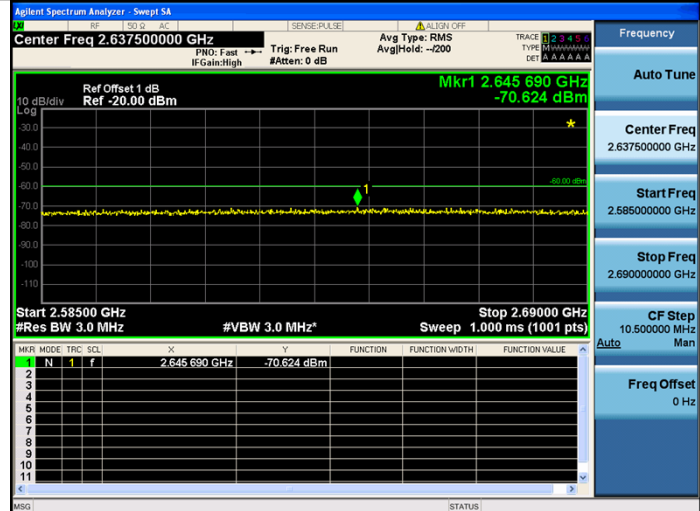 Agilent Spectrum Analyzer - Swept SA
LXI RF 50 Ω AC SENSE:PULSE ALIGN OFF
Center Freq 2.637500000 GHz
PNO: Fast
IFGain:High
Trig: Free Run
#Atten: 0 dB
Avg Type: RMS
Avg|Hold: --/200
TRACE 1 2 3 4 5 6
TYPE M
DET A A A A A A
Ref Offset 1 dB
Ref -20.00 dBm
10 dB/div
Log
Mkr1 2.645 690 GHz
-70.624 dBm
-30.0
-40.0
-50.0
-60.0
-70.0
-80.0
-90.0
-100
-110
-60.00 dBm
1
Start 2.58500 GHz
#Res BW 3.0 MHz
#VBW 3.0 MHz*
Stop 2.69000 GHz
Sweep 1.000 ms (1001 pts)
MKR MODE TRC SCL X Y FUNCTION FUNCTION WIDTH FUNCTION VALUE
1 N 1 f 2.645 690 GHz -70.624 dBm
2
3
4
5
6
7
8
9
10
11
MSG STATUS
Frequency
Auto Tune
Center Freq
2.637500000 GHz
Start Freq
2.585000000 GHz
Stop Freq
2.690000000 GHz
CF Step
10.500000 MHz
Auto Man
Freq Offset
0 Hz